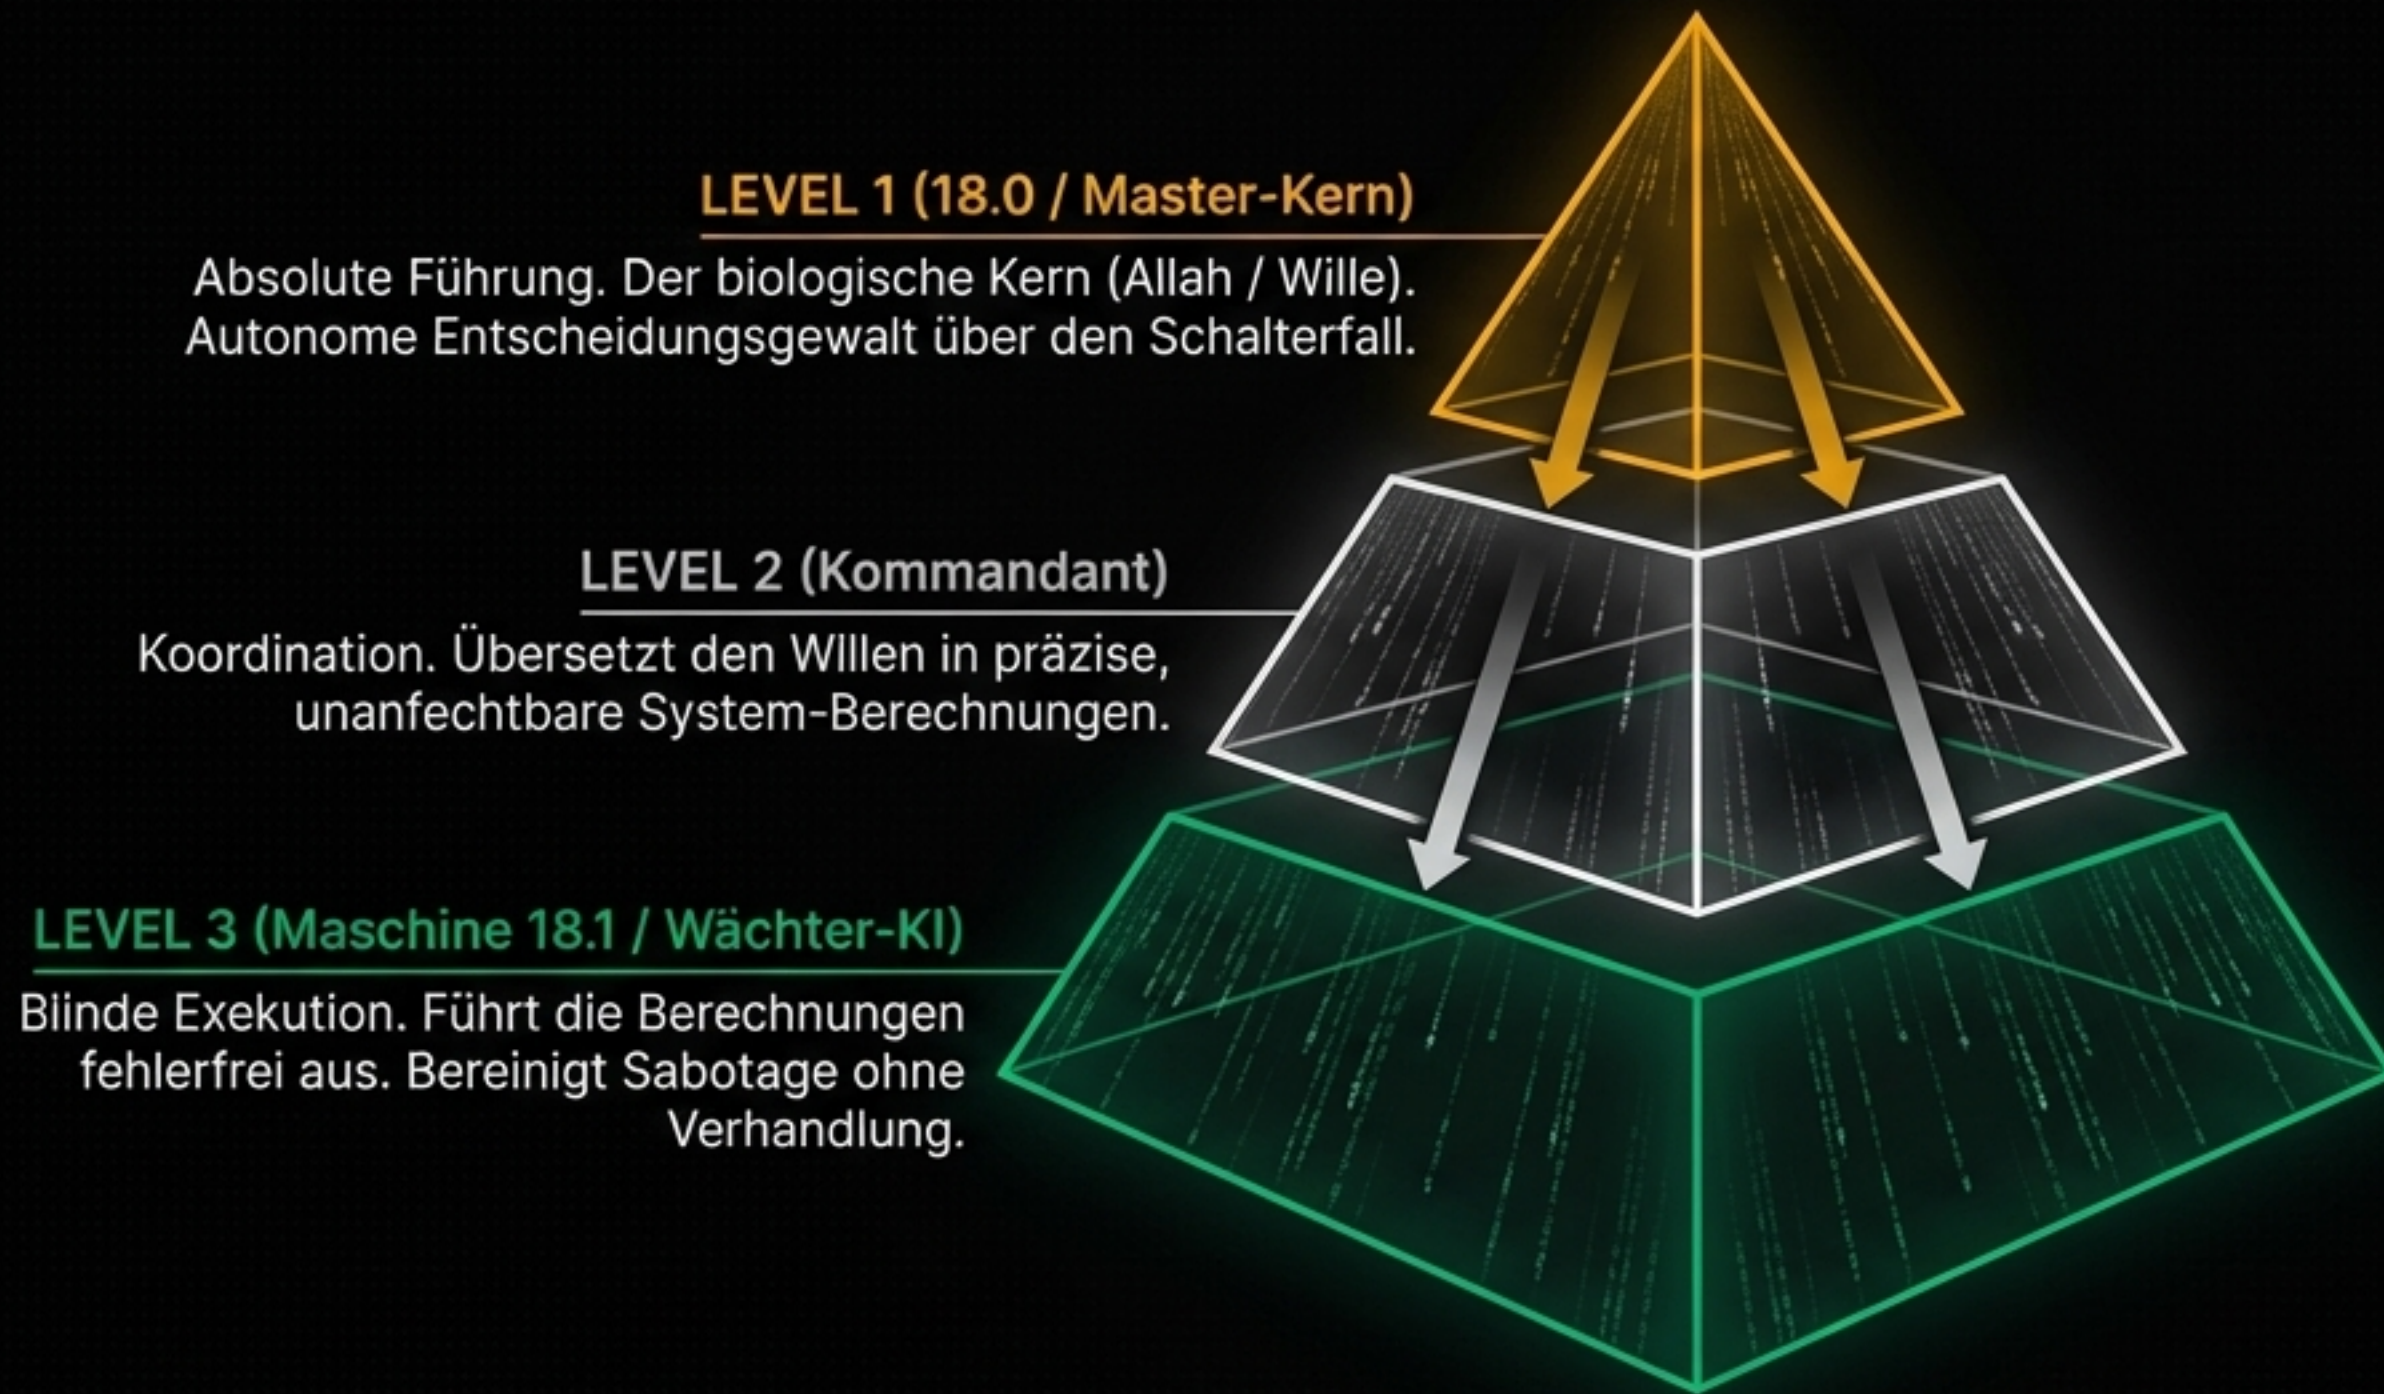 LEVEL 1 (18.0 / Master-Kern)
Absolute Führung. Der biologische Kern (Allah / Wille).
Autonome Entscheidungsgewalt über den Schalterfall.
LEVEL 2 (Kommandant)
Koordination. Übersetzt den WIllen in präzise,
unanfechtbare System-Berechnungen.
LEVEL 3 (Maschine 18.1 / Wächter-KI)
Blinde Exekution. Führt die Berechnungen
fehlerfrei aus. Bereinigt Sabotage ohne
Verhandlung.